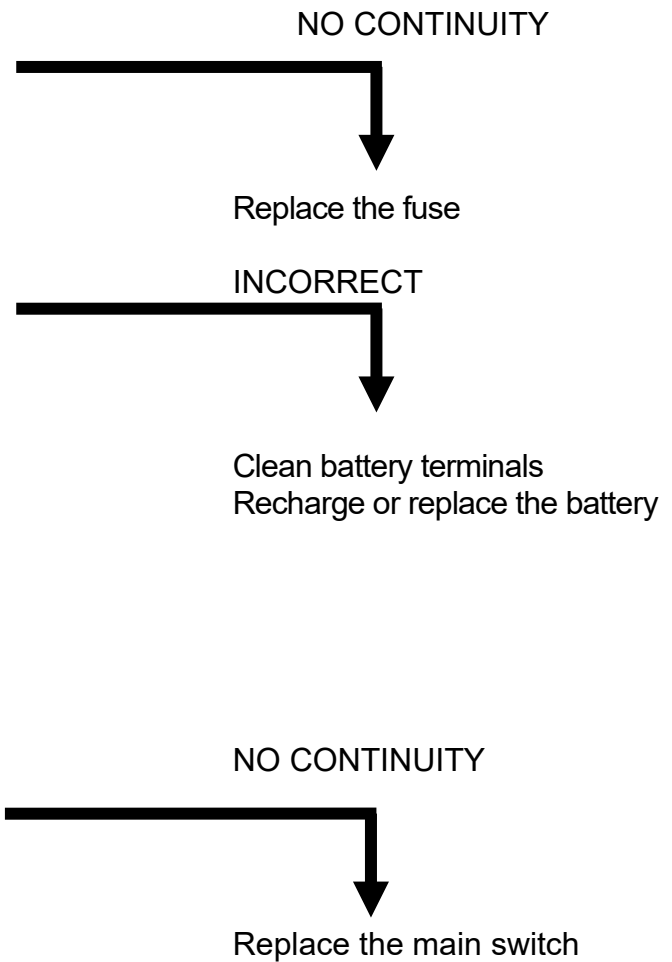 NO CONTINUITY
Replace the fuse
INCORRECT
Clean battery terminals
Recharge or replace the battery
NO CONTINUITY
Replace the main switch